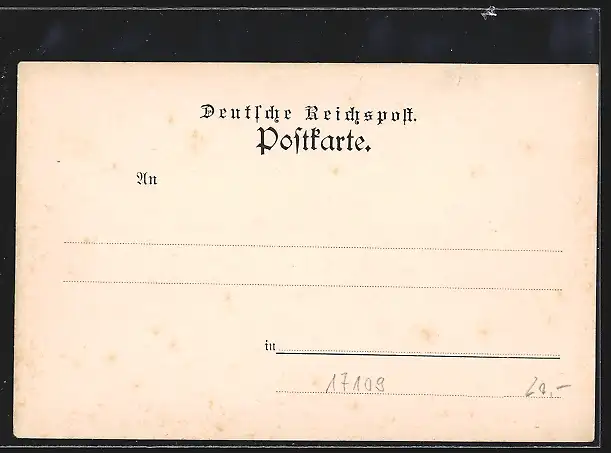 Deutſche Reichspoſt.
Poſtkarte.
An
in
17109
20,-